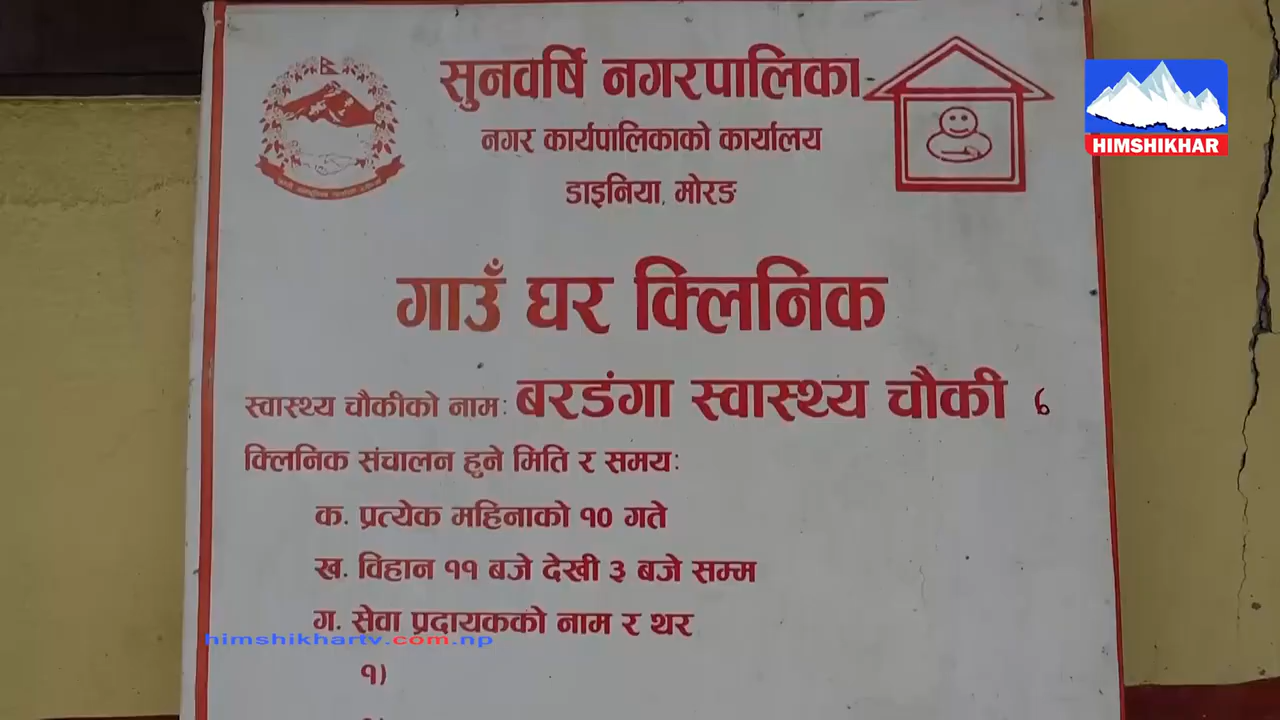 सुनवर्षि नगरपालिका
नगर कार्यपालिकाको कार्यालय
डाइनिया, मोरङ
HIMSHIKHAR
गाउँ घर क्लिनिक
स्वास्थ्य चौकीको नामः बरडंगा स्वास्थ्य चौकी ६
क्लिनिक संचालन हुने मिति र समयः
क. प्रत्येक महिनाको १० गते
ख. विहान ११ बजे देखी ३ बजे सम्म
ग. सेवा प्रदायकको नाम र थर
himshikhartv.com.np
१)